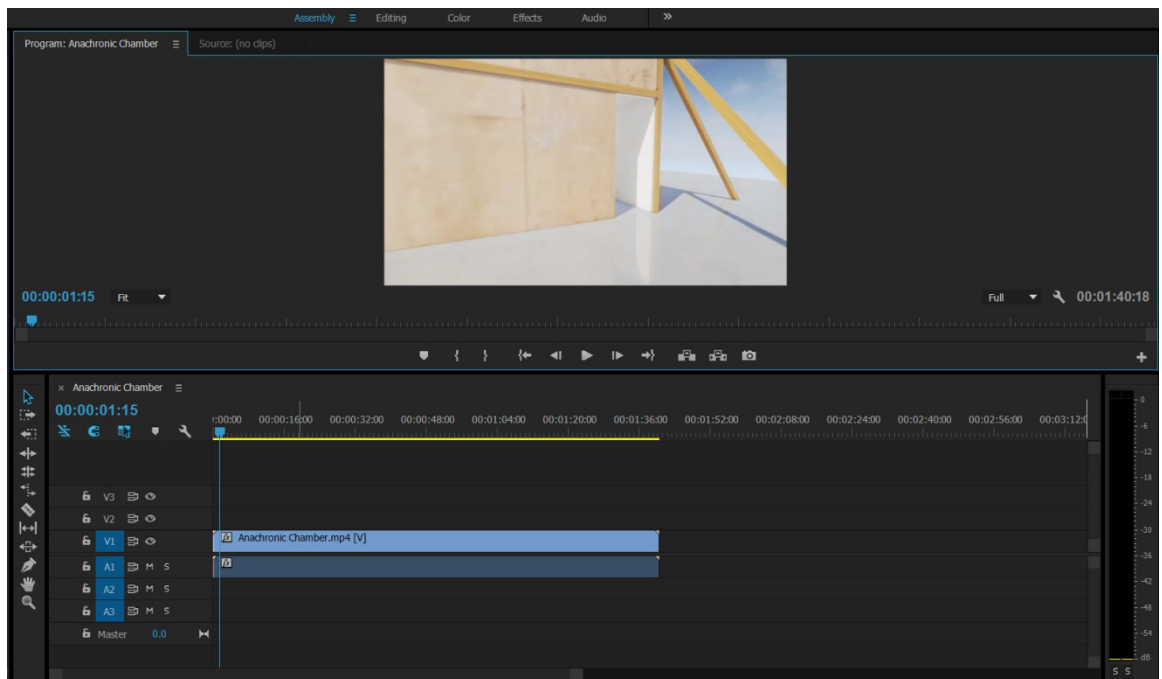 Assembly Editing Color Effects Audio »
Program: Anachronic Chamber Source: (no clips)
00:00:01:15 Fit Full 00:01:40:18
× Anachronic Chamber
00:00:01:15
:00:00 00:00:16:00 00:00:32:00 00:00:48:00 00:01:04:00 00:01:20:00 00:01:36:00 00:01:52:00 00:02:08:00 00:02:24:00 00:02:40:00 00:02:56:00 00:03:12:0
V3
V2
V1 fx Anachronic Chamber.mp4 [V]
A1 M S fx
A2 M S
A3 M S
Master 0.0
0
-6
-12
-18
-24
-30
-36
-42
-48
-54
dB
S S